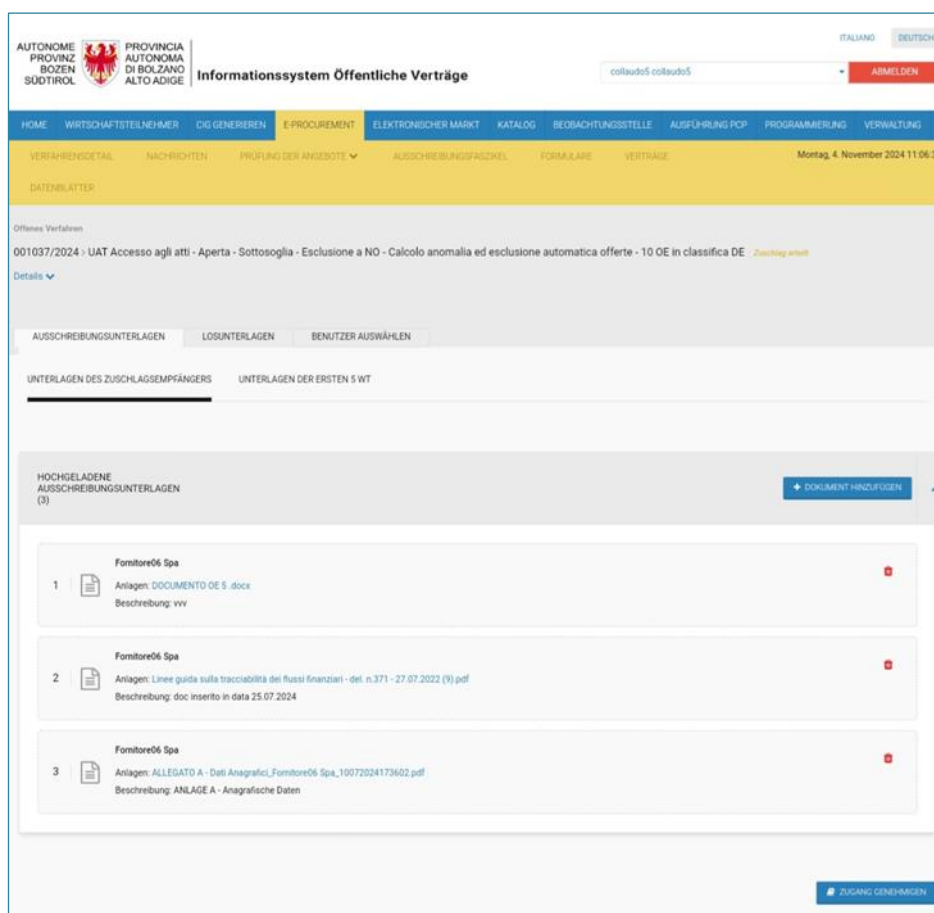 ITALIANO DEUTSCH
AUTONOME PROVINZ BOZEN SÜDTIROL
PROVINCIA AUTONOMA DI BOLZANO ALTO ADIGE
Informationssystem Öffentliche Verträge
collaudo5 collaudo5
ABMELDEN
HOME WIRTSCHAFTSTEILNEHMER CIG GENERIEREN E-PROCUREMENT ELEKTRONISCHER MARKT KATALOG BEOBACHTUNGSSTELLE AUSFÜHRUNG PCP PROGRAMMIERUNG VERWALTUNG
VERFAHRENSDETAIL NACHRICHTEN PRÜFUNG DER ANGEBOTE AUSSCHREIBUNGSFASZIKEL FORMULARE VERTRÄGE Montag, 4. November 2024 11:06:3
DATENBLÄTTER
Offenes Verfahren
001037/2024 > UAT Accesso agli atti - Aperta - Sottosoglia - Esclusione a NO - Calcolo anomalia ed esclusione automatica offerte - 10 OE in classifica DE Zuschlag erteilt
Details
AUSSCHREIBUNGSUNTERLAGEN LOSUNTERLAGEN BENUTZER AUSWÄHLEN
UNTERLAGEN DES ZUSCHLAGSEMPFÄNGERS UNTERLAGEN DER ERSTEN 5 WT
HOCHGELADENE
AUSSCHREIBUNGSUNTERLAGEN
(3)
+ DOKUMENT HINZUFÜGEN
Fornitore06 Spa
1 Anlagen: DOCUMENTO OE 5 .docx
Beschreibung: vvv
Fornitore06 Spa
2 Anlagen: Linee guida sulla tracciabilità dei flussi finanziari - del. n.371 - 27.07.2022 (9).pdf
Beschreibung: doc inserito in data 25.07.2024
Fornitore06 Spa
3 Anlagen: ALLEGATO A - Dati Anagrafici_Fornitore06 Spa_10072024173602.pdf
Beschreibung: ANLAGE A - Anagrafische Daten
ZUGANG GENEHMIGEN